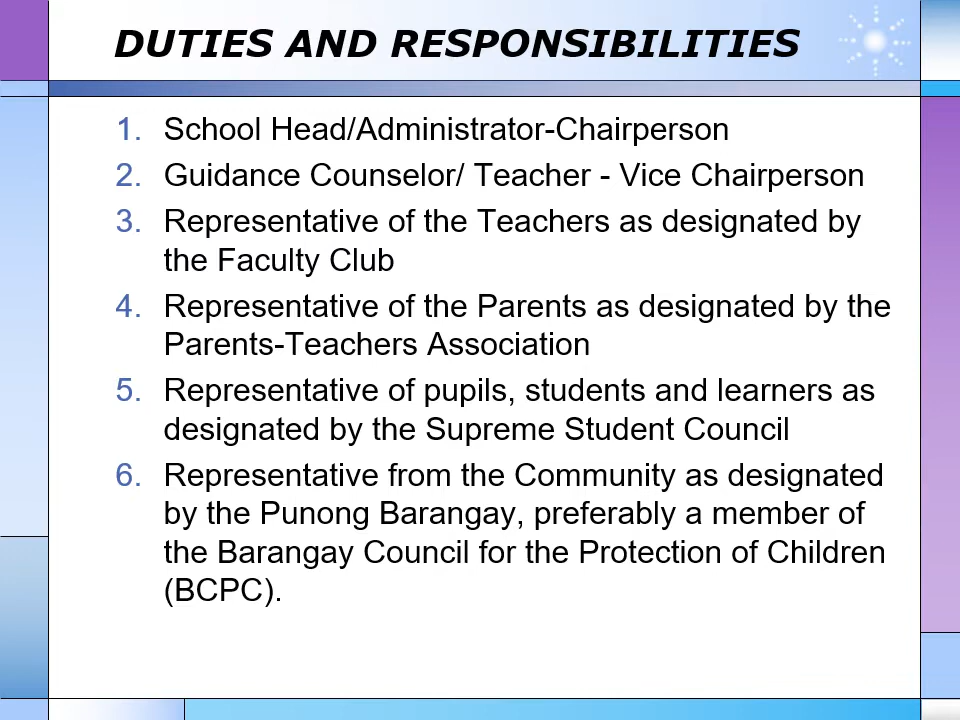 DUTIES AND RESPONSIBILITIES
1. School Head/Administrator-Chairperson
2. Guidance Counselor/ Teacher - Vice Chairperson
3. Representative of the Teachers as designated by
the Faculty Club
4. Representative of the Parents as designated by the
Parents-Teachers Association
5. Representative of pupils, students and learners as
designated by the Supreme Student Council
6. Representative from the Community as designated
by the Punong Barangay, preferably a member of
the Barangay Council for the Protection of Children
(BCPC).